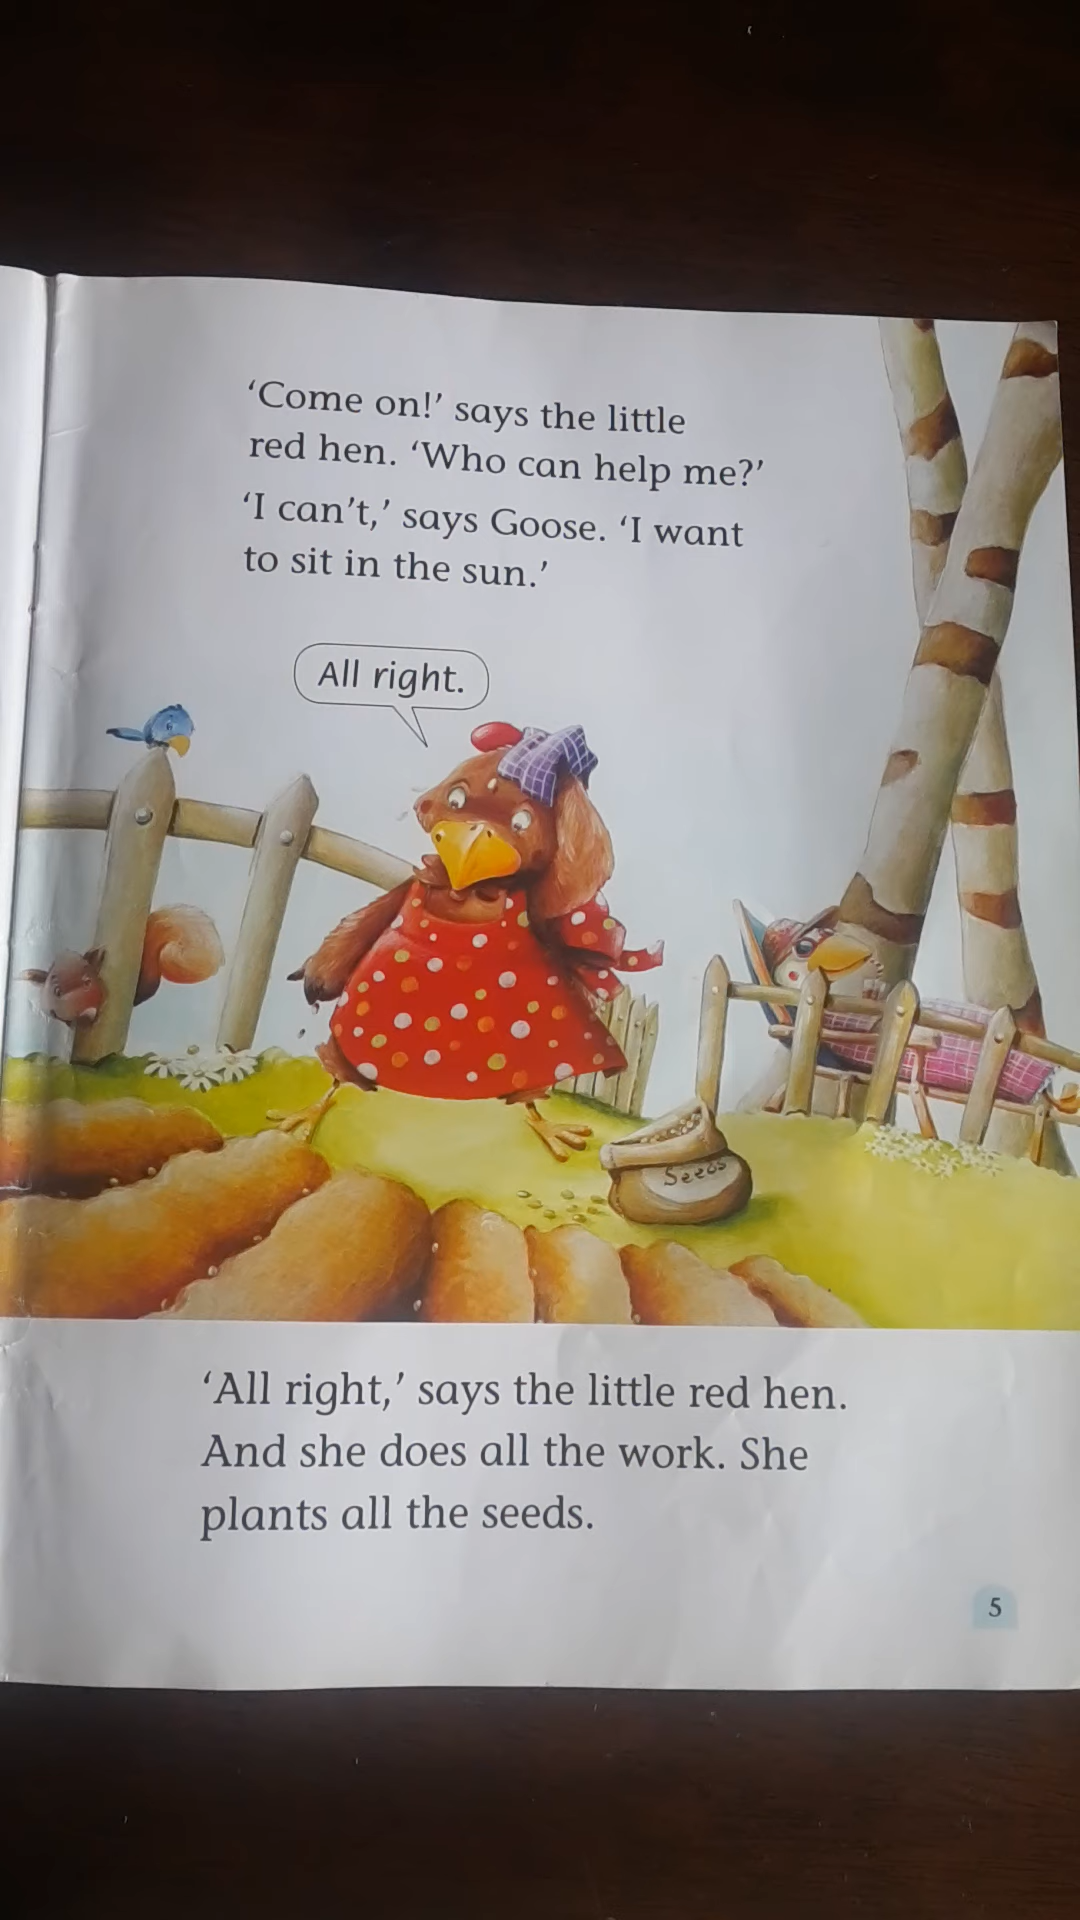 ‘Come on!’ says the little
red hen. ‘Who can help me?’
‘I can’t,’ says Goose. ‘I want
to sit in the sun.’
All right.
Seeds
‘All right,’ says the little red hen.
And she does all the work. She
plants all the seeds.
5